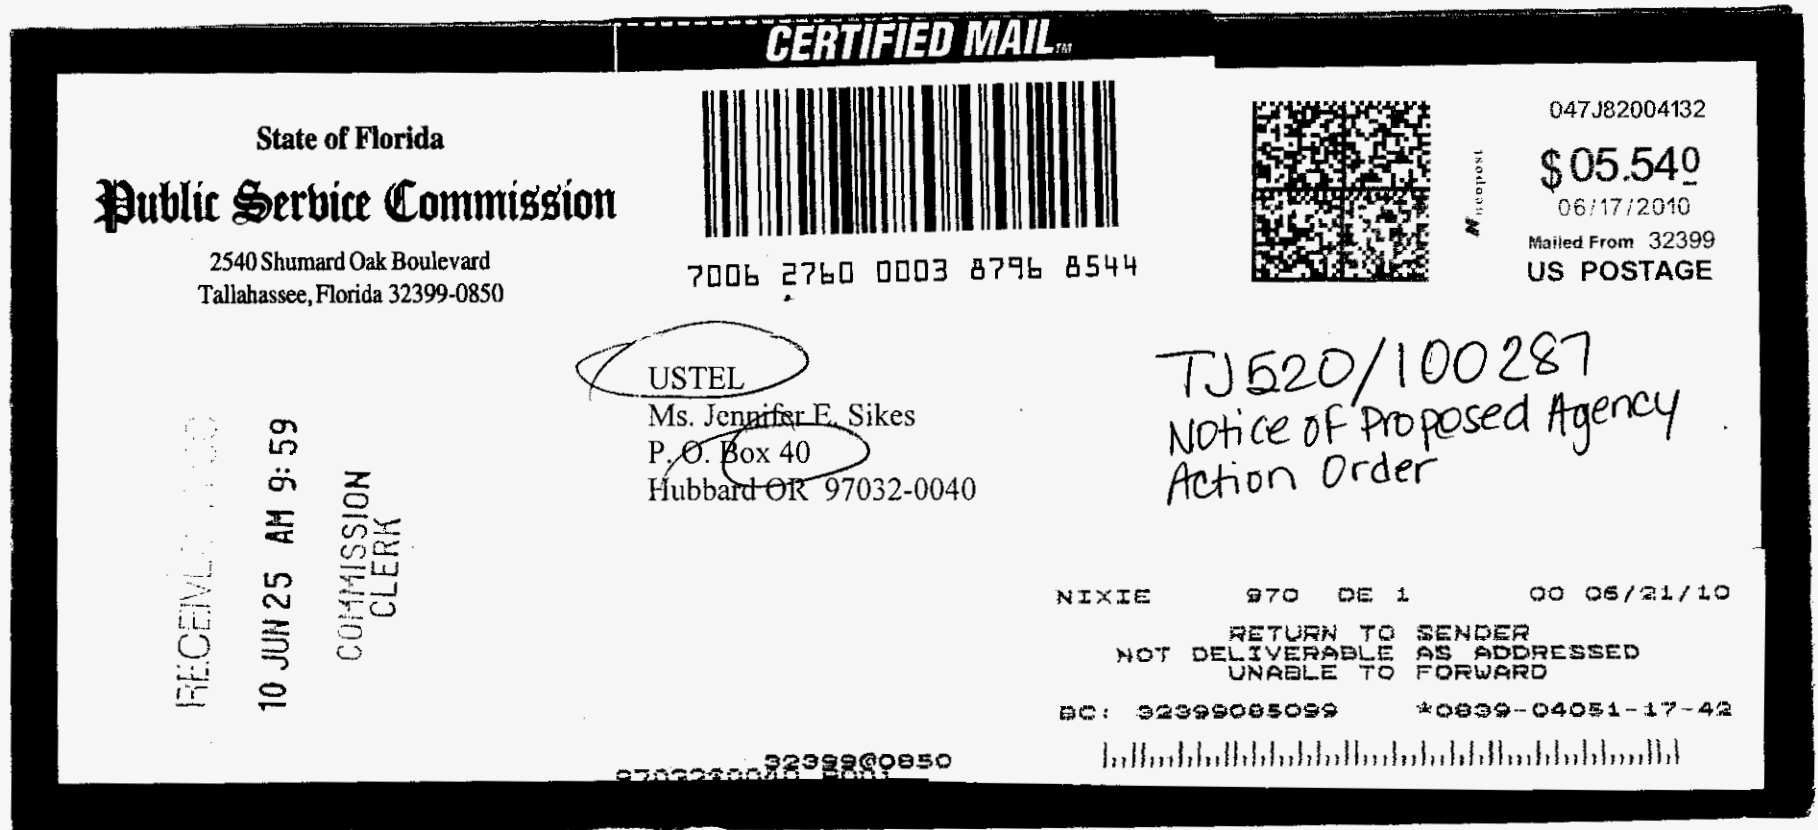 CERTIFIED MAIL™
State of Florida
Public Service Commission
2540 Shumard Oak Boulevard
Tallahassee, Florida 32399-0850
7006 2760 0003 8796 8544
neopost
047J82004132
$05.540
06/17/2010
Mailed From 32399
US POSTAGE
USTEL
Ms. Jennifer E. Sikes
P. O. Box 40
Hubbard OR 97032-0040
TJ520/100287
Notice of Proposed Agency
Action Order
10 JUN 25 AM 9:59
COMMISSION
CLERK
NIXIE 970 DE 1 00 06/21/10
RETURN TO SENDER
NOT DELIVERABLE AS ADDRESSED
UNABLE TO FORWARD
BC: 32399085099 *0839-04051-17-42
32399@0850